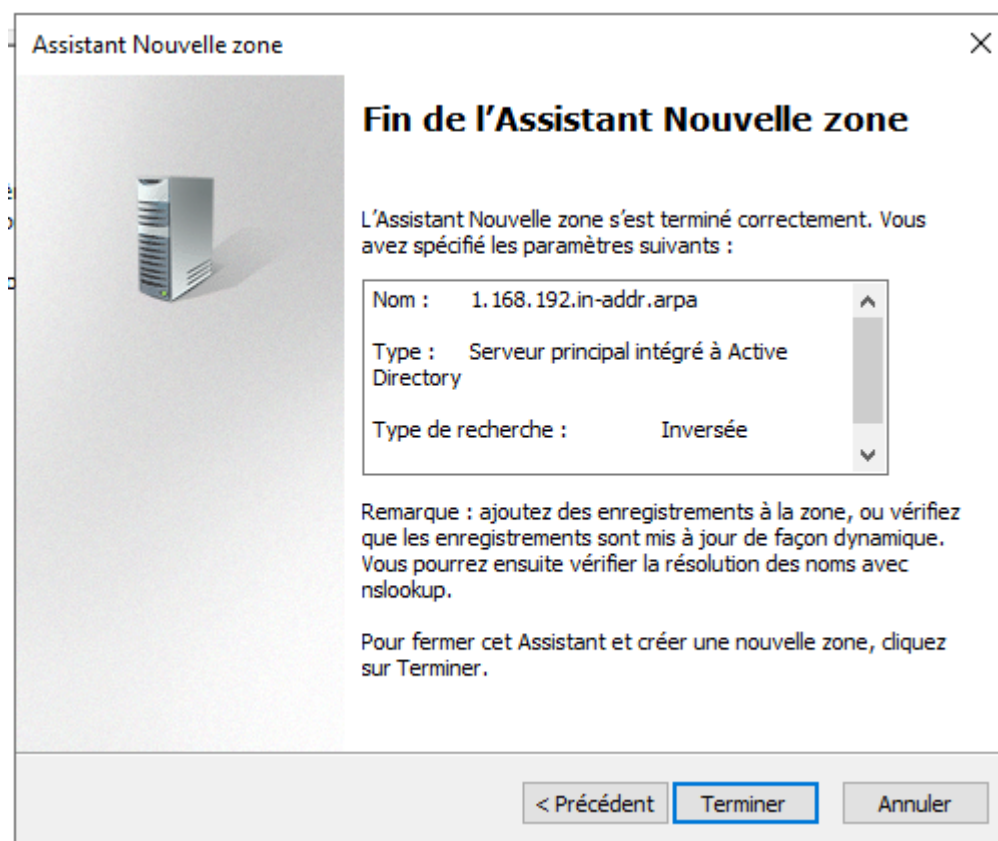 Assistant Nouvelle zone
Fin de l’Assistant Nouvelle zone
L’Assistant Nouvelle zone s’est terminé correctement. Vous
avez spécifié les paramètres suivants :
Nom : 1.168.192.in-addr.arpa
Type : Serveur principal intégré à Active
Directory
Type de recherche : Inversée
Remarque : ajoutez des enregistrements à la zone, ou vérifiez
que les enregistrements sont mis à jour de façon dynamique.
Vous pourrez ensuite vérifier la résolution des noms avec
nslookup.
Pour fermer cet Assistant et créer une nouvelle zone, cliquez
sur Terminer.
< Précédent
Terminer
Annuler